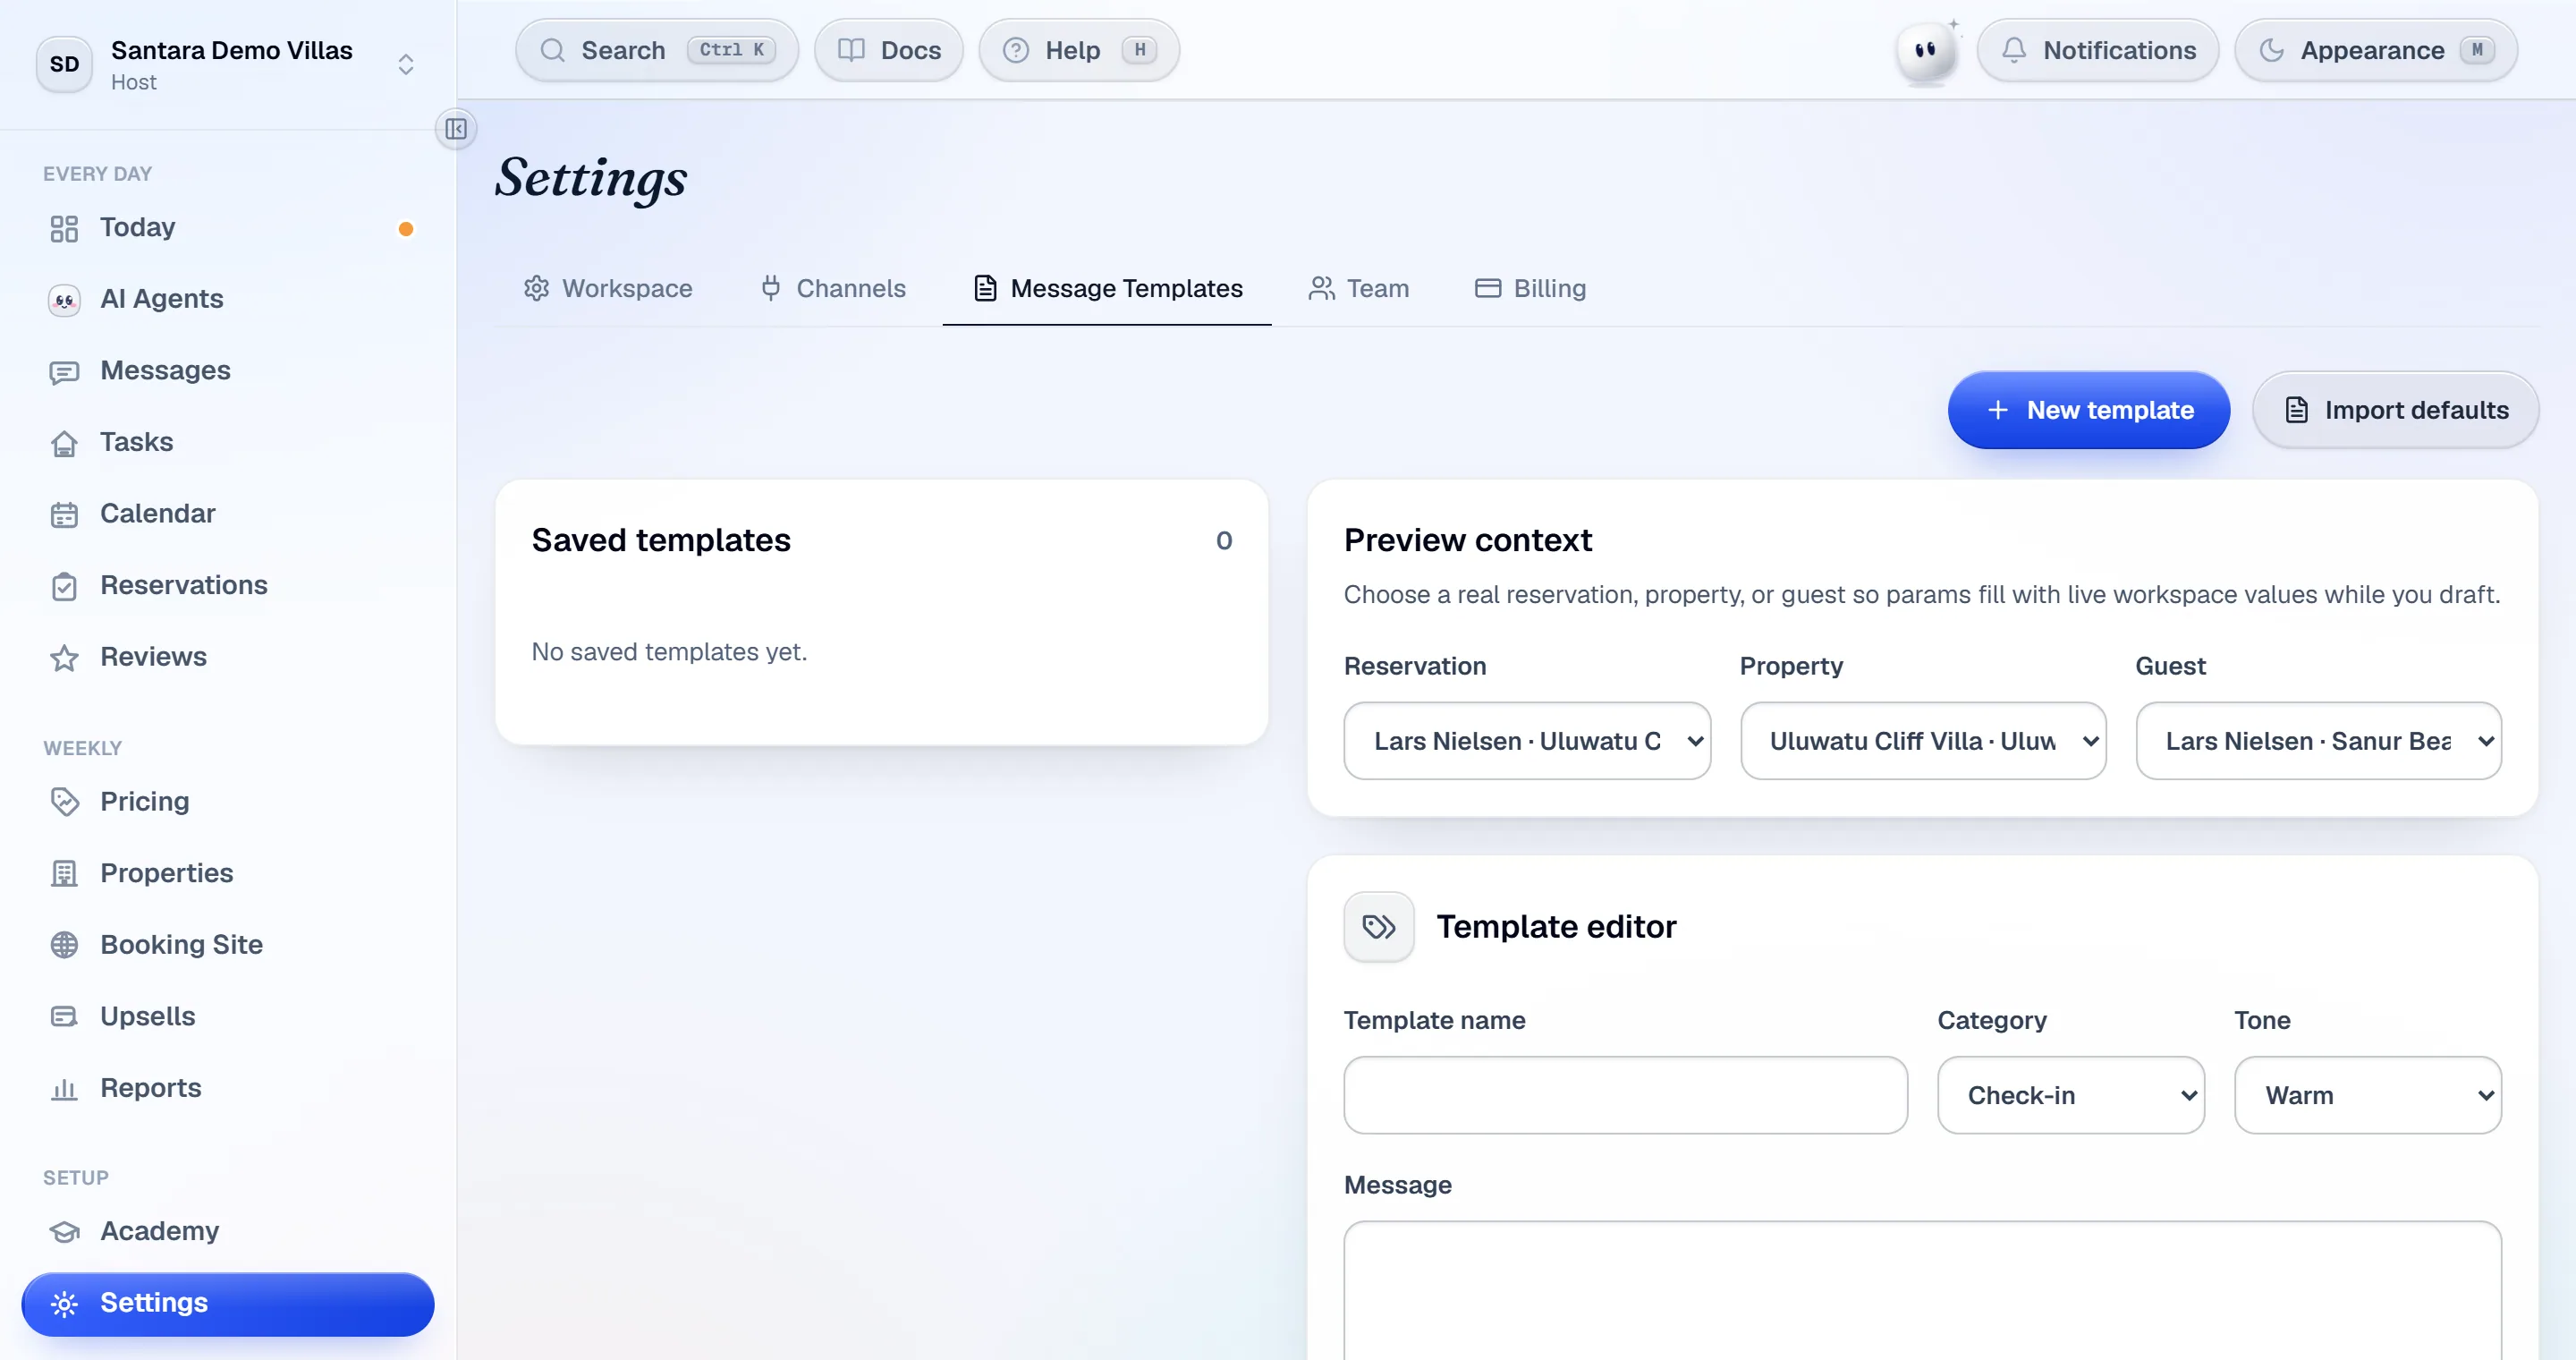 SD
Santara Demo Villas
Host
EVERY DAY
Today
AI Agents
Messages
Tasks
Calendar
Reservations
Reviews
WEEKLY
Pricing
Properties
Booking Site
Upsells
Reports
SETUP
Academy
Settings
Search Ctrl K
Docs
Help H
Notifications
Appearance M
Settings
Workspace
Channels
Message Templates
Team
Billing
New template
Import defaults
Saved templates 0
No saved templates yet.
Preview context
Choose a real reservation, property, or guest so params fill with live workspace values while you draft.
Reservation Property Guest
Lars Nielsen · Uluwatu C Uluwatu Cliff Villa · Uluw Lars Nielsen · Sanur Bea
Template editor
Template name Category Tone
Check-in Warm
Message